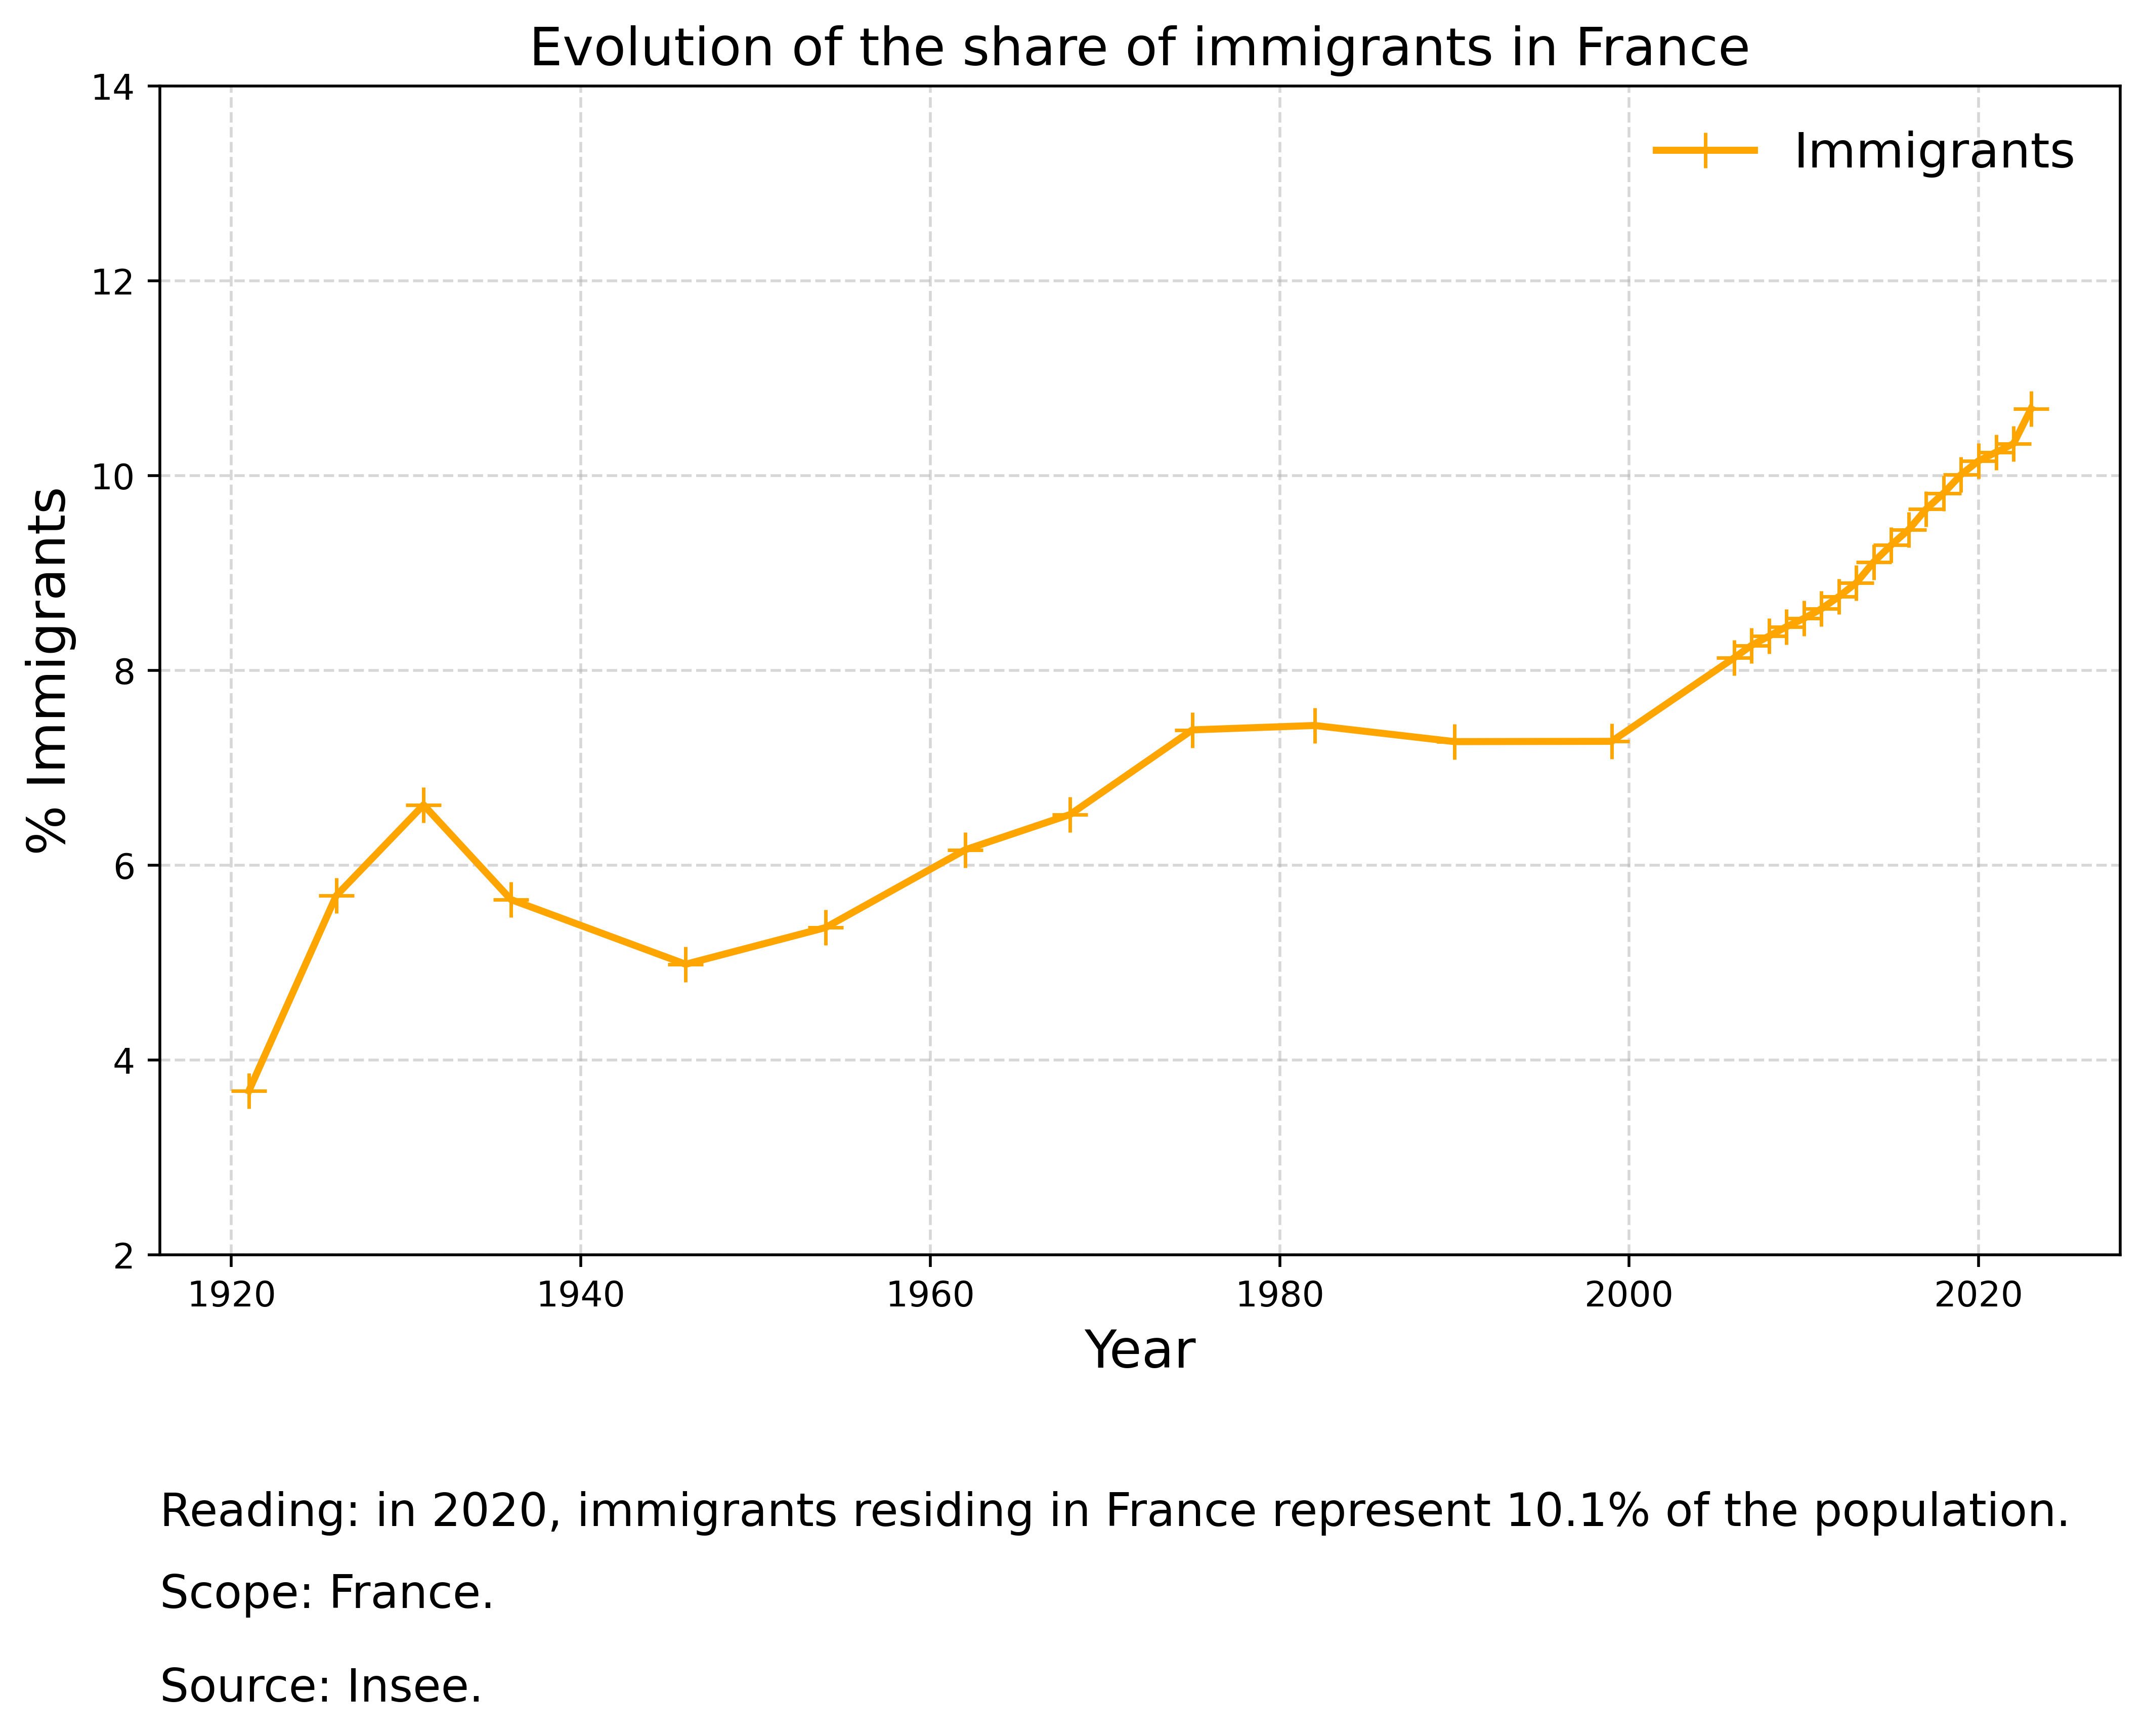 Evolution of the share of immigrants in France
14
Immigrants
12
10
8
6
4
2
% Immigrants
1920 1940 1960 1980 2000 2020
Year
Reading: in 2020, immigrants residing in France represent 10.1% of the population.
Scope: France.
Source: Insee.